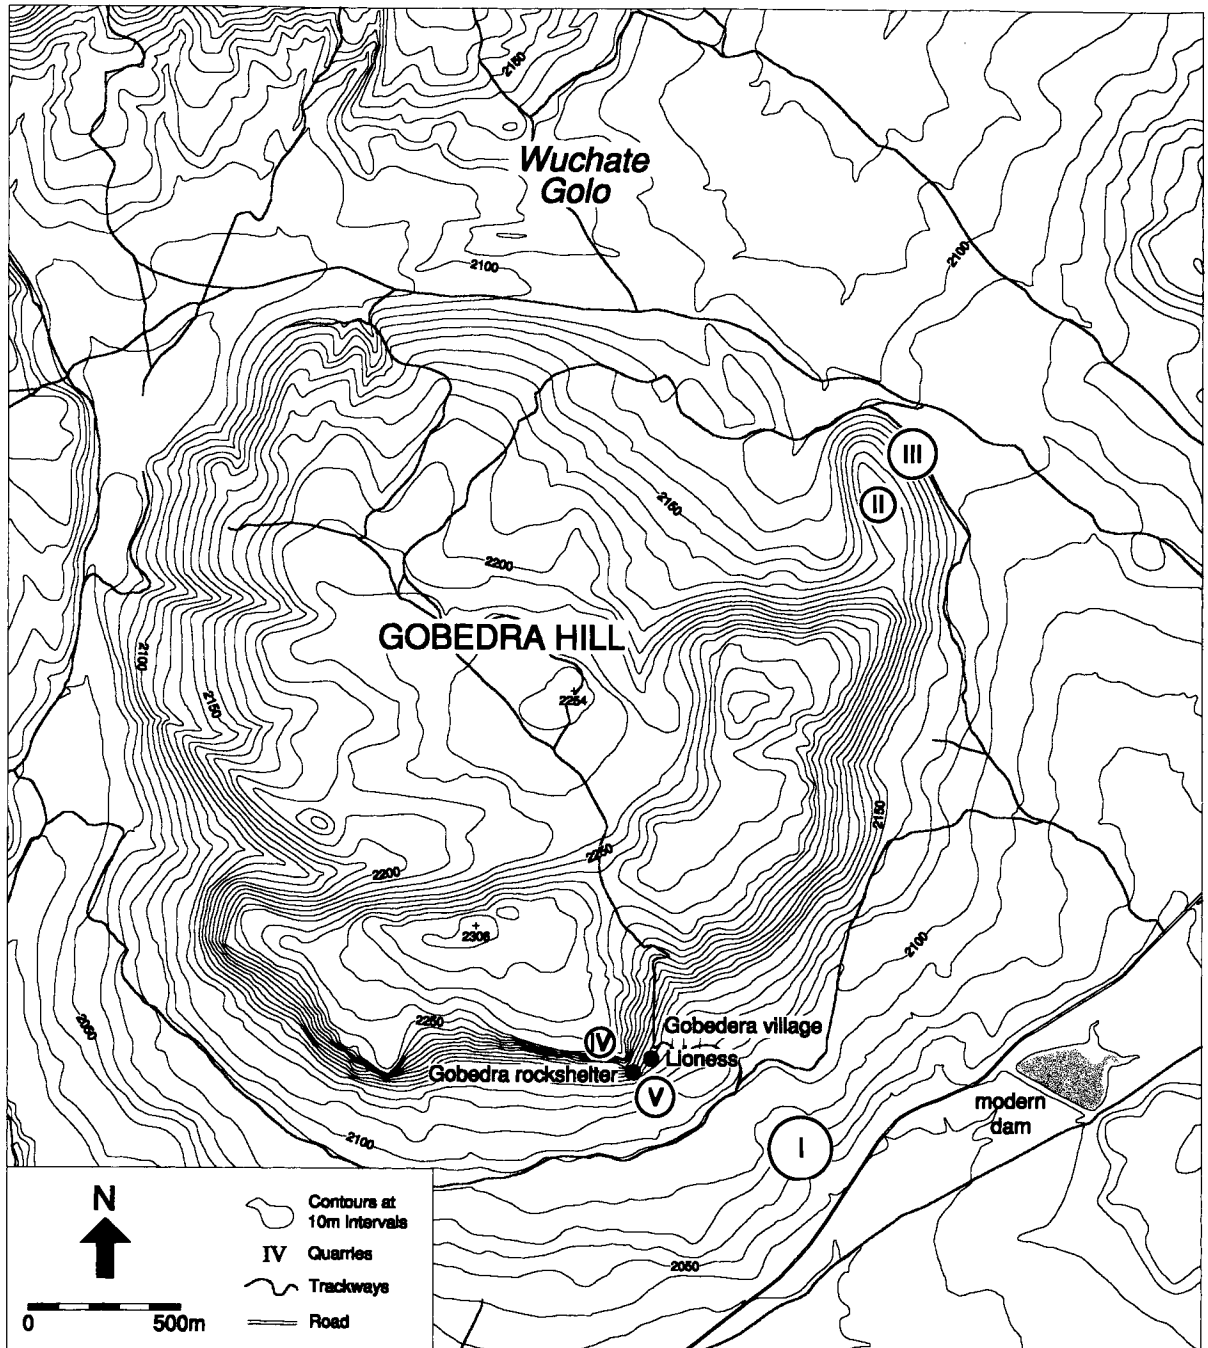 2150
Wuchate
Golo
2100
2100
III
2150
II
2200
GOBEDRA HILL
2100
2254
2150
2150
2250
2200
2306
2100
2250
2050
IV
Gobedera village
Lioness
Gobedra rockshelter
V
modern
dam
I
2100
2050
N
0
500m
Contours at
10m intervals
IV
Quarries
Trackways
Road